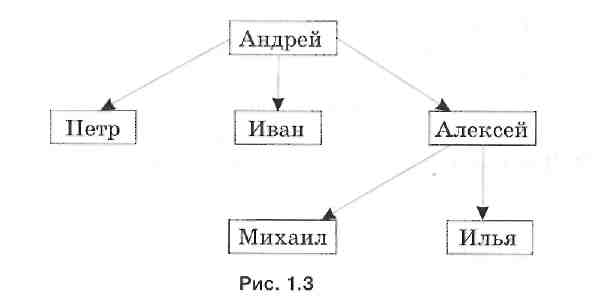 Андрей
Петр
Иван
Алексей
Михаил
Илья
Рис. 1.3